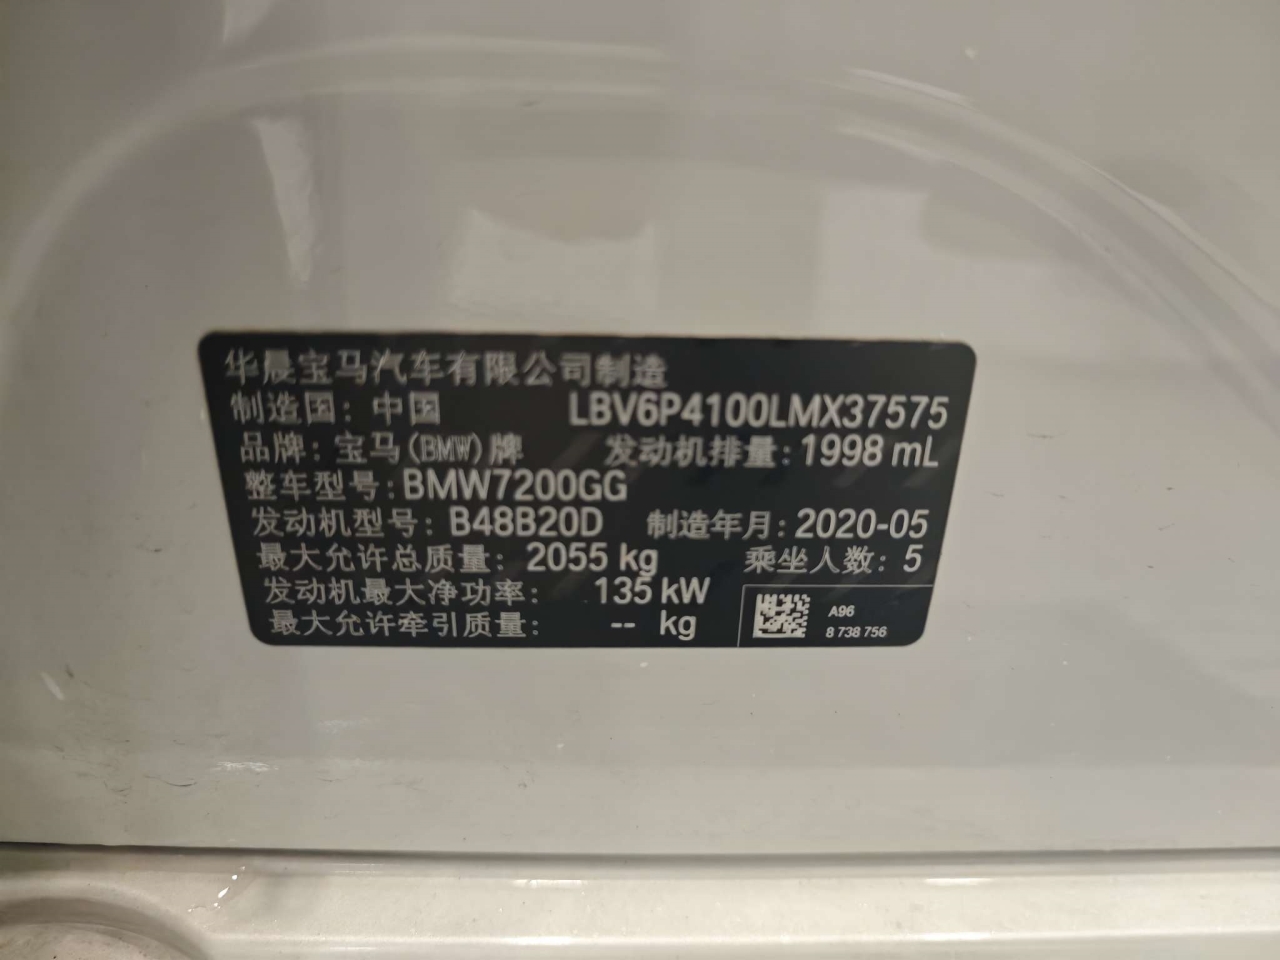 华晨宝马汽车有限公司制造
制造国：中国 LBV6P4100LMX37575
品牌：宝马(BMW)牌 发动机排量：1998 mL
整车型号：BMW7200GG
发动机型号：B48B20D 制造年月：2020-05
最大允许总质量：2055 kg 乘坐人数：5
发动机最大净功率： 135 kW
最大允许牵引质量： -- kg
A96
8 738 756